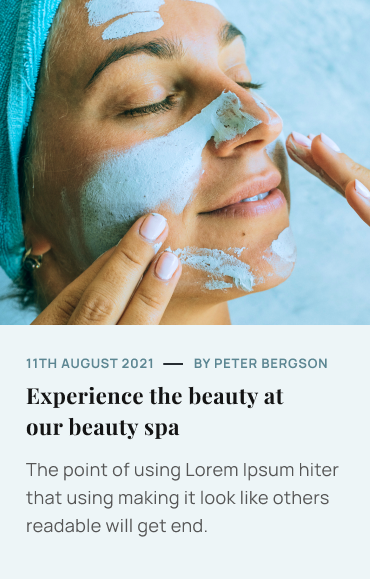 11TH AUGUST 2021 — BY PETER BERGSON
Experience the beauty at
our beauty spa
The point of using Lorem Ipsum hiter
that using making it look like others
readable will get end.